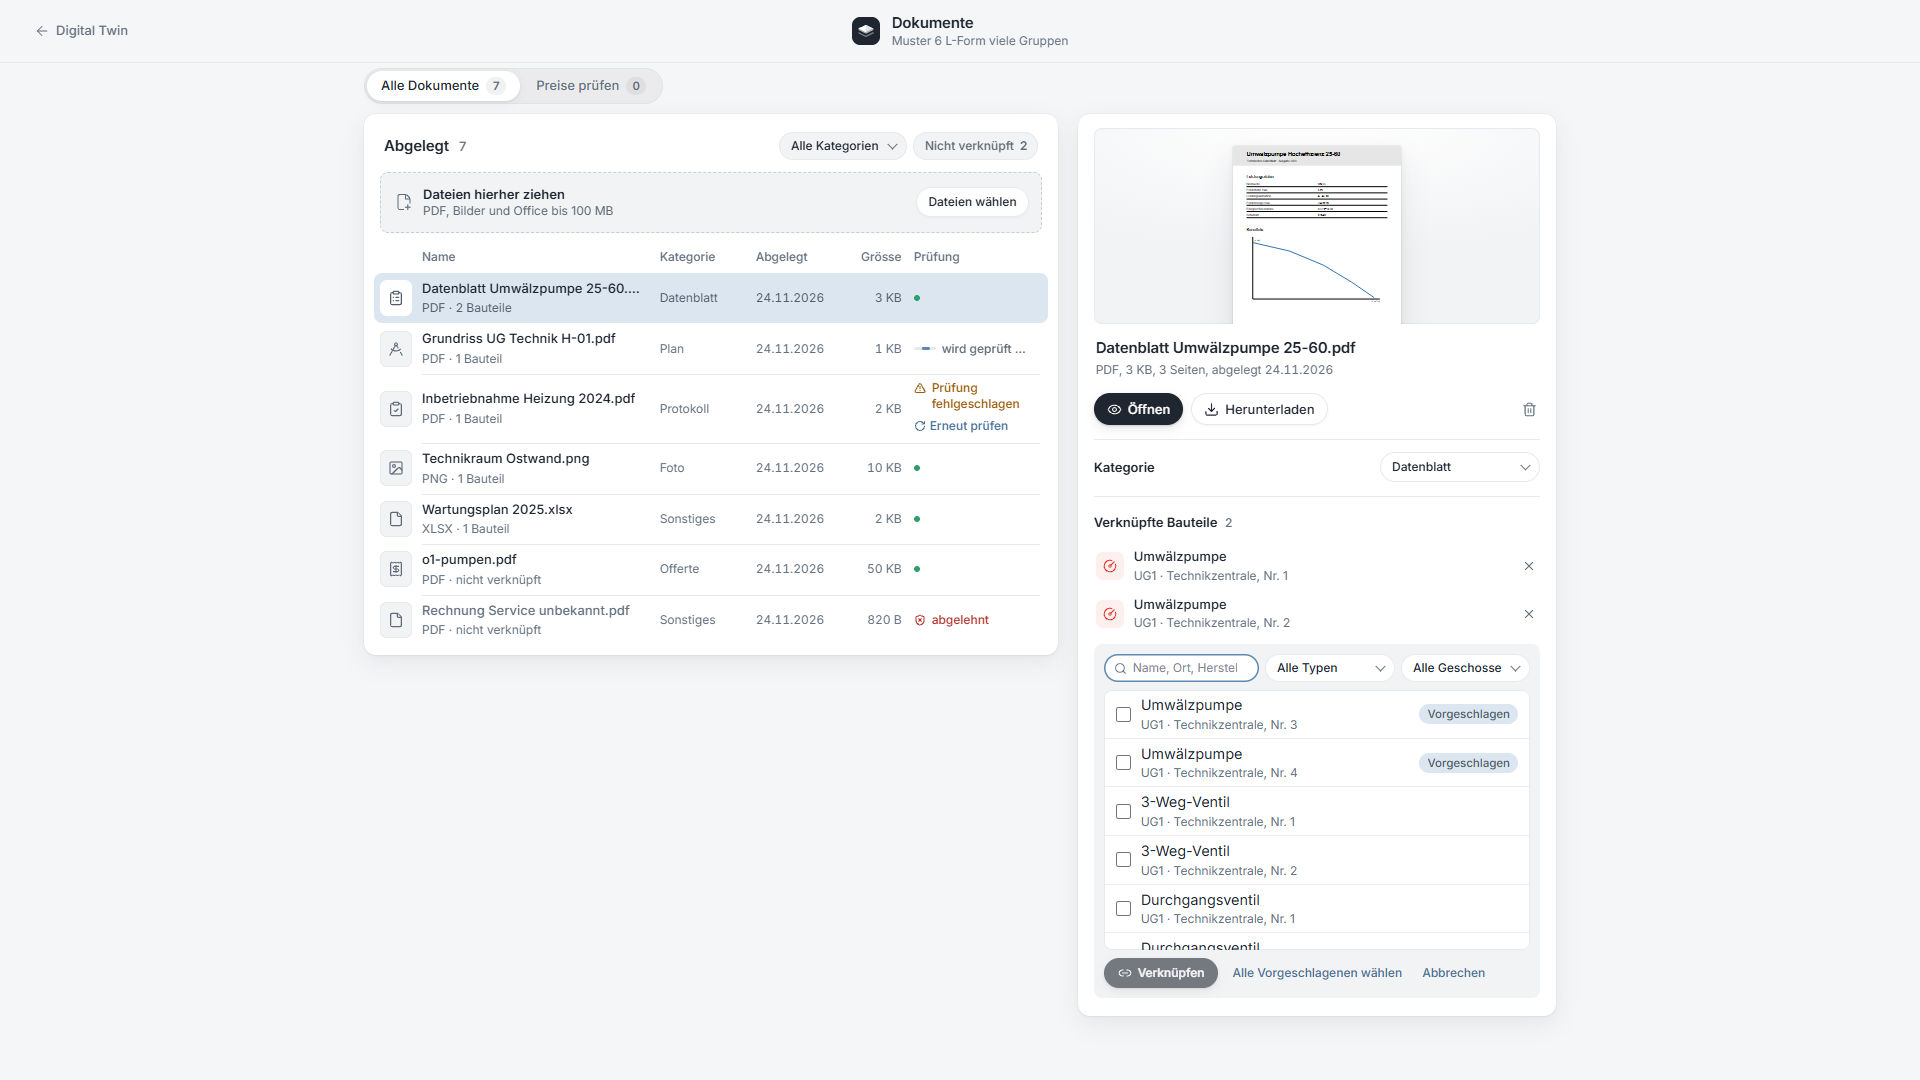 Digital Twin
Dokumente
Muster 6 L-Form viele Gruppen
Alle Dokumente 7
Preise prüfen 0
Abgelegt 7
Alle Kategorien
Nicht verknüpft 2
Dateien hierher ziehen
PDF, Bilder und Office bis 100 MB
Dateien wählen
Name Kategorie Abgelegt Grösse Prüfung
Datenblatt Umwälzpumpe 25-60....
PDF · 2 Bauteile
Datenblatt 24.11.2026 3 KB
Grundriss UG Technik H-01.pdf
PDF · 1 Bauteil
Plan 24.11.2026 1 KB wird geprüft ...
Inbetriebnahme Heizung 2024.pdf
PDF · 1 Bauteil
Protokoll 24.11.2026 2 KB
Prüfung
fehlgeschlagen
Erneut prüfen
Technikraum Ostwand.png
PNG · 1 Bauteil
Foto 24.11.2026 10 KB
Wartungsplan 2025.xlsx
XLSX · 1 Bauteil
Sonstiges 24.11.2026 2 KB
o1-pumpen.pdf
PDF · nicht verknüpft
Offerte 24.11.2026 50 KB
Rechnung Service unbekannt.pdf
PDF · nicht verknüpft
Sonstiges 24.11.2026 820 B abgelehnt
Umwälzpumpe Hocheffizienz 25-60
Datenblatt Umwälzpumpe 25-60.pdf
PDF, 3 KB, 3 Seiten, abgelegt 24.11.2026
Öffnen
Herunterladen
Kategorie
Datenblatt
Verknüpfte Bauteile 2
Umwälzpumpe
UG1 · Technikzentrale, Nr. 1
Umwälzpumpe
UG1 · Technikzentrale, Nr. 2
Name, Ort, Herstel
Alle Typen
Alle Geschosse
Umwälzpumpe
UG1 · Technikzentrale, Nr. 3
Vorgeschlagen
Umwälzpumpe
UG1 · Technikzentrale, Nr. 4
Vorgeschlagen
3-Weg-Ventil
UG1 · Technikzentrale, Nr. 1
3-Weg-Ventil
UG1 · Technikzentrale, Nr. 2
Durchgangsventil
UG1 · Technikzentrale, Nr. 1
Durchgangsventil
Verknüpfen
Alle Vorgeschlagenen wählen
Abbrechen